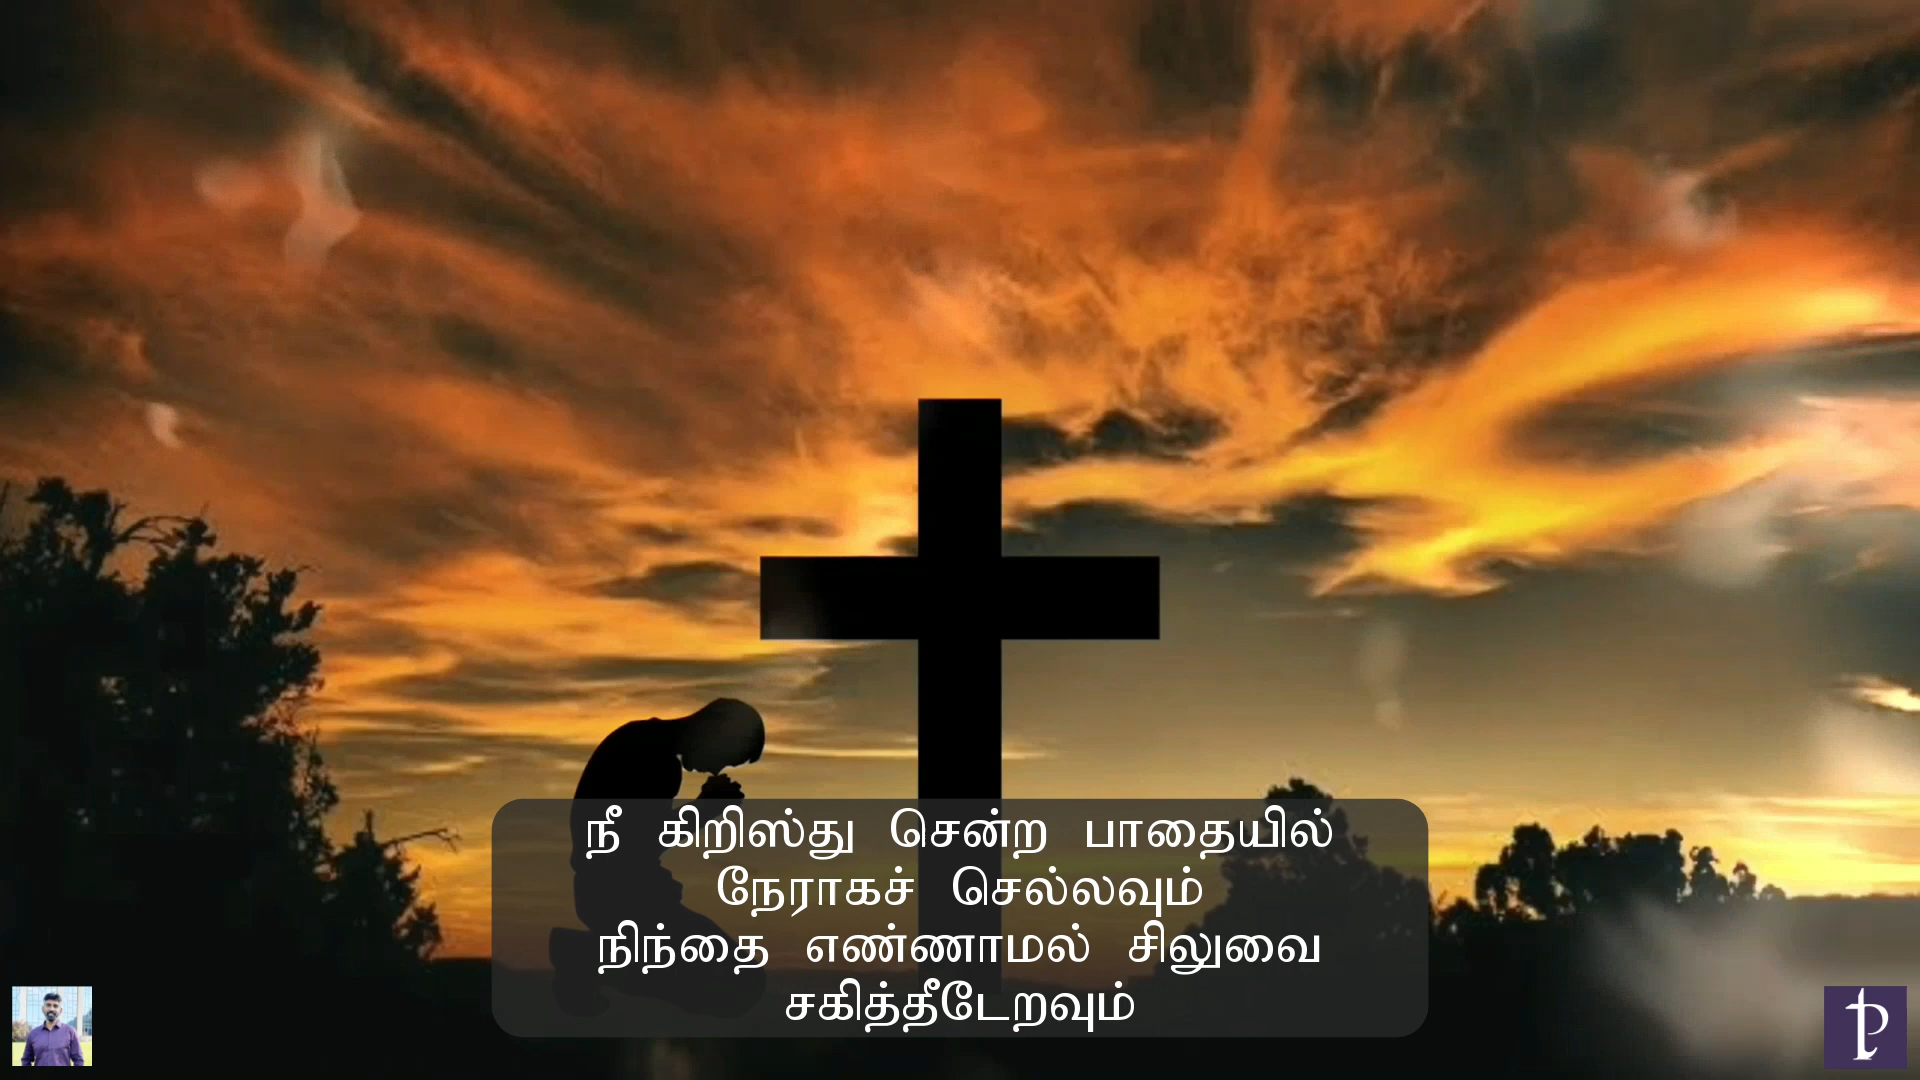 நீ கிறிஸ்து சென்ற பாதையில்
நேராகச் செல்லவும்
நிந்தை எண்ணாமல் சிலுவை
சகித்தீடேறவும்